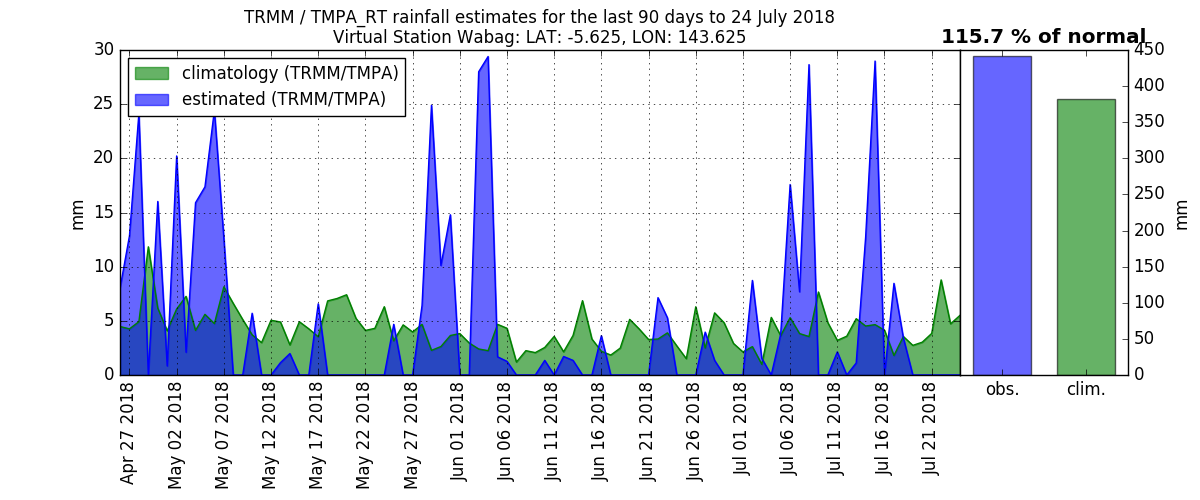 TRMM / TMPA_RT rainfall estimates for the last 90 days to 24 July 2018
Virtual Station Wabag: LAT: -5.625, LON: 143.625
115.7 % of normal
climatology (TRMM/TMPA)
estimated (TRMM/TMPA)
mm
30
25
20
15
10
5
0
Apr 27 2018
May 02 2018
May 07 2018
May 12 2018
May 17 2018
May 22 2018
May 27 2018
Jun 01 2018
Jun 06 2018
Jun 11 2018
Jun 16 2018
Jun 21 2018
Jun 26 2018
Jul 01 2018
Jul 06 2018
Jul 11 2018
Jul 16 2018
Jul 21 2018
obs.
clim.
450
400
350
300
250
200
150
100
50
0
mm